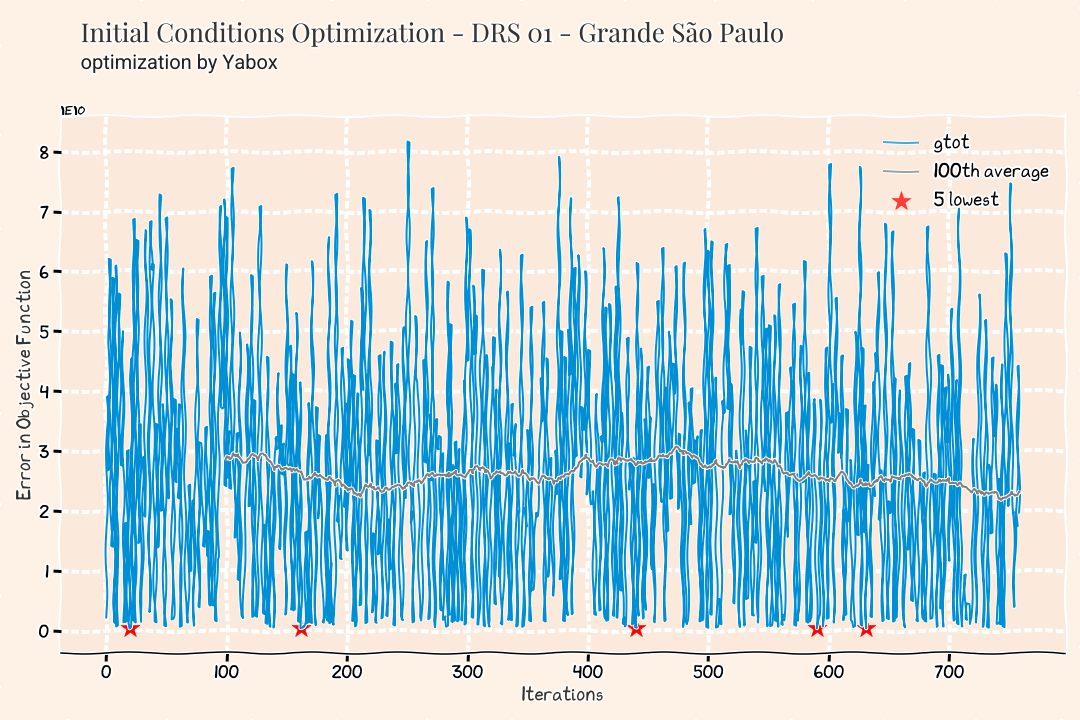 Initial Conditions Optimization - DRS 01 - Grande São Paulo
optimization by Yabox
1E10
gtot
100th average
5 lowest
8
7
6
5
4
3
2
1
0
Error in Objective Function
0 100 200 300 400 500 600 700
Iterations